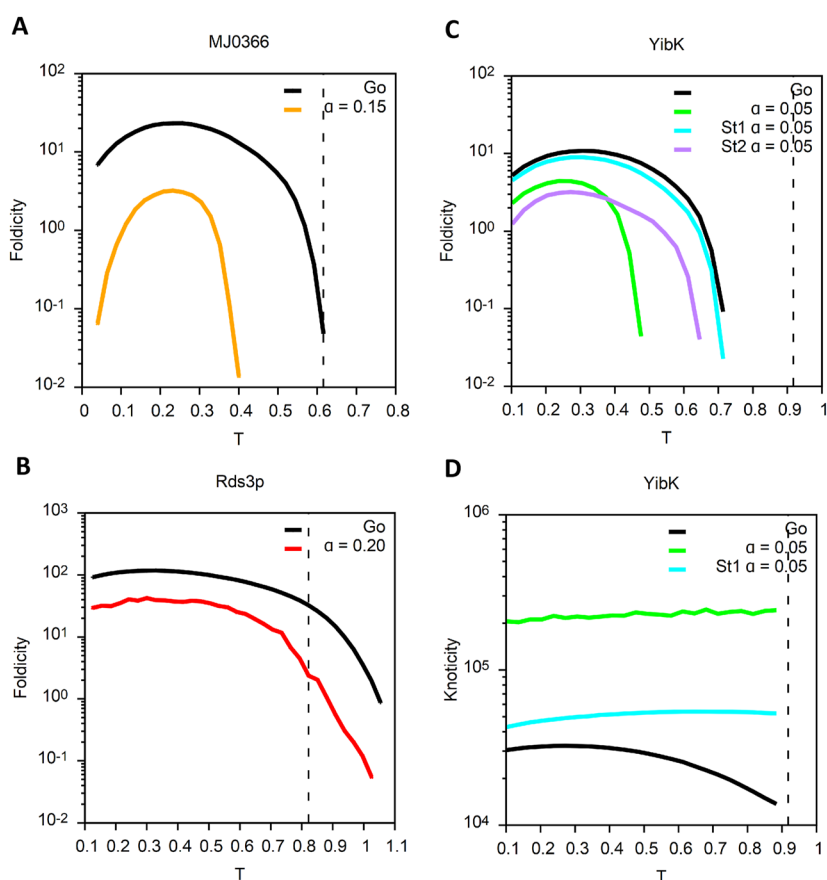 A
MJ0366
10²
10¹
10⁰
10⁻¹
10⁻²
Foldicity
Go
α = 0.15
0 0.1 0.2 0.3 0.4 0.5 0.6 0.7 0.8
T
C
YibK
10²
10¹
10⁰
10⁻¹
10⁻²
Foldicity
Go
α = 0.05
St1 α = 0.05
St2 α = 0.05
0.1 0.2 0.3 0.4 0.5 0.6 0.7 0.8 0.9 1
T
B
Rds3p
10³
10²
10¹
10⁰
10⁻¹
10⁻²
Foldicity
Go
α = 0.20
0.1 0.2 0.3 0.4 0.5 0.6 0.7 0.8 0.9 1 1.1
T
D
YibK
10⁶
10⁵
10⁴
Knoticity
Go
α = 0.05
St1 α = 0.05
0.1 0.2 0.3 0.4 0.5 0.6 0.7 0.8 0.9 1
T